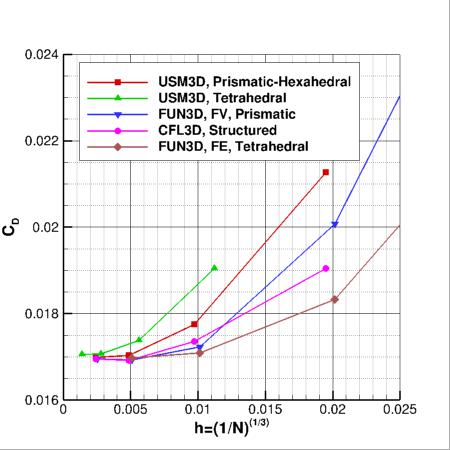 0.024
USM3D, Prismatic-Hexahedral
USM3D, Tetrahedral
FUN3D, FV, Prismatic
CFL3D, Structured
FUN3D, FE, Tetrahedral
0.022
C_D
0.02
0.018
0.016
0 0.005 0.01 0.015 0.02 0.025
h=(1/N)^(1/3)